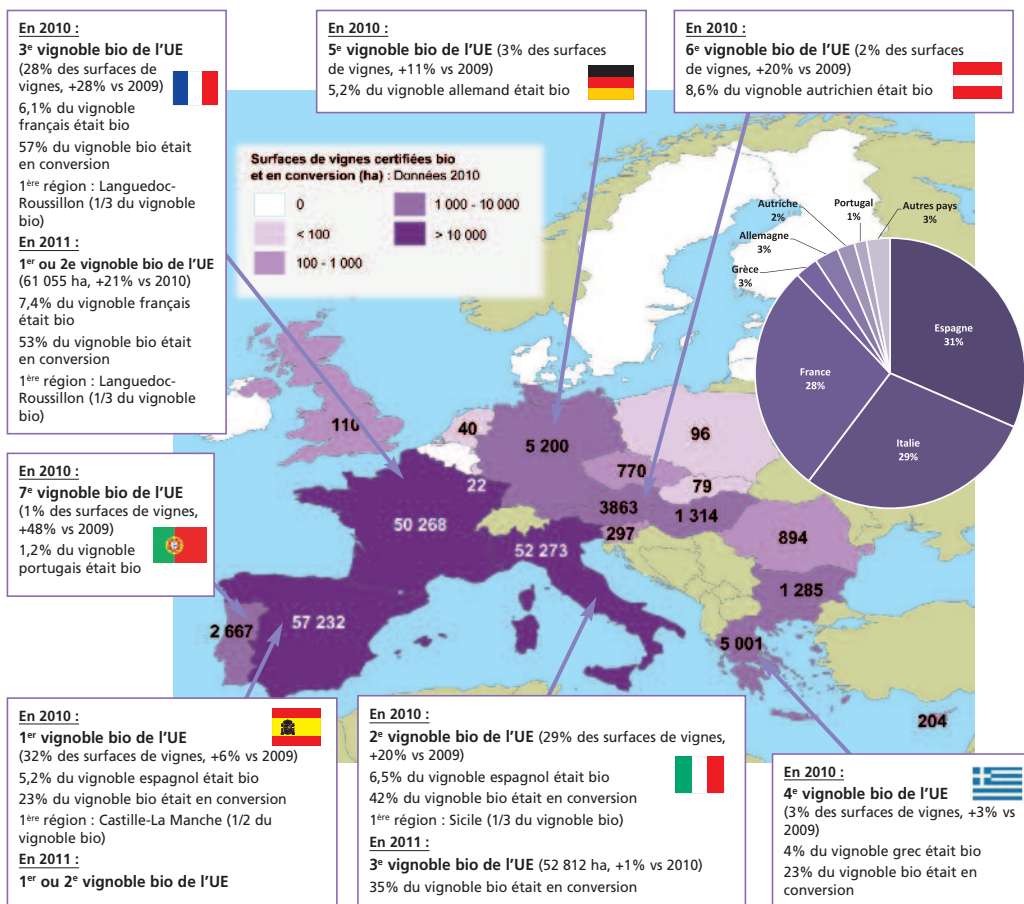 En 2010 :
3e vignoble bio de l'UE
(28% des surfaces de
vignes, +28% vs 2009)
6,1% du vignoble
français était bio
57% du vignoble bio était
en conversion
1ère région : Languedoc-
Roussillon (1/3 du vignoble
bio)
En 2011 :
1er ou 2e vignoble bio de l'UE
(61 055 ha, +21% vs 2010)
7,4% du vignoble français
était bio
53% du vignoble bio était
en conversion
1ère région : Languedoc-
Roussillon (1/3 du vignoble
bio)
En 2010 :
5e vignoble bio de l'UE (3% des surfaces
de vignes, +11% vs 2009)
5,2% du vignoble allemand était bio
En 2010 :
6e vignoble bio de l'UE (2% des surfaces
de vignes, +20% vs 2009)
8,6% du vignoble autrichien était bio
Surfaces de vignes certifiées bio
et en conversion (ha) : Données 2010
0
< 100
100 - 1 000
1 000 - 10 000
> 10 000
Autriche
2%
Portugal
1%
Autres pays
3%
Allemagne
3%
Grèce
3%
France
28%
Espagne
31%
Italie
29%
110
40
5 200
96
22
770
79
3863
1 314
50 268
52 273
297
894
1 285
2 667
57 232
5 001
204
En 2010 :
7e vignoble bio de l'UE
(1% des surfaces de vignes,
+48% vs 2009)
1,2% du vignoble
portugais était bio
En 2010 :
1er vignoble bio de l'UE
(32% des surfaces de vignes, +6% vs 2009)
5,2% du vignoble espagnol était bio
23% du vignoble bio était en conversion
1ère région : Castille-La Manche (1/2 du
vignoble bio)
En 2011 :
1er ou 2e vignoble bio de l'UE
En 2010 :
2e vignoble bio de l'UE (29% des surfaces de vignes,
+20% vs 2009)
6,5% du vignoble espagnol était bio
42% du vignoble bio était en conversion
1ère région : Sicile (1/3 du vignoble bio)
En 2011 :
3e vignoble bio de l'UE (52 812 ha, +1% vs 2010)
35% du vignoble bio était en conversion
En 2010 :
4e vignoble bio de l'UE
(3% des surfaces de vignes, +3% vs
2009)
4% du vignoble grec était bio
23% du vignoble bio était en
conversion